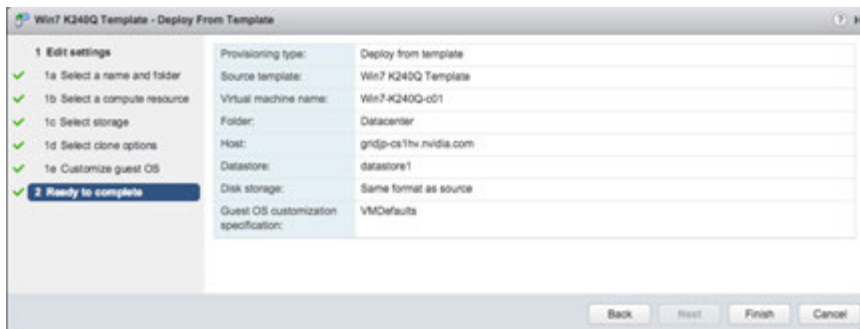 Win7 K240Q Template - Deploy From Template
1 Edit settings
1a Select a name and folder
1b Select a compute resource
1c Select storage
1d Select clone options
1e Customize guest OS
2 Ready to complete
Provisioning type: Deploy from template
Source template: Win7 K240Q Template
Virtual machine name: Win7-K240Q-c01
Folder: Datacenter
Host: gridjp-cs1hv.nvidia.com
Datastore: datastore1
Disk storage: Same format as source
Guest OS customization specification: VMDefaults
Back Next Finish Cancel